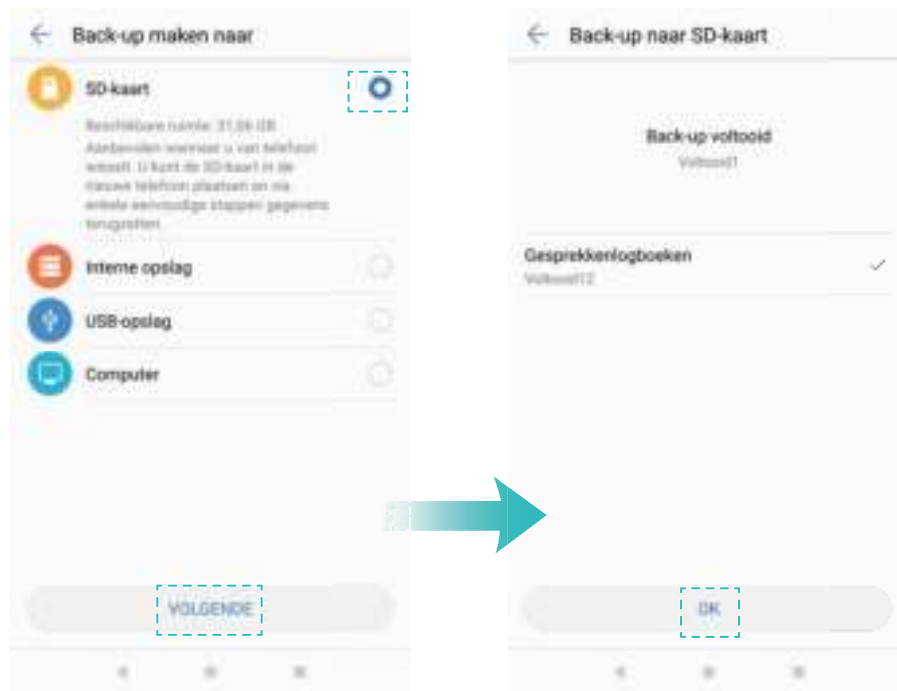 Back-up maken naar
SD-kaart
Beschikbare ruimte: 31,06 GB
Aanbevolen wanneer u van telefoon
wisselt. U kunt de SD-kaart in de
nieuwe telefoon plaatsen en via
enkele eenvoudige stappen gegevens
terugzetten.
Interne opslag
USB-opslag
Computer
VOLGENDE
Back-up naar SD-kaart
Back-up voltooid
Voltooid1
Gesprekkenlogboeken
Voltooid12
OK